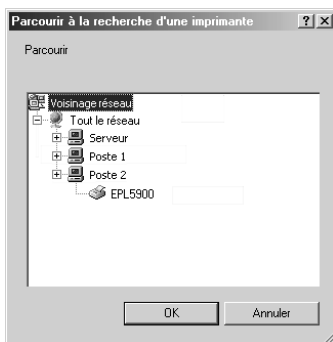 Parcourir à la recherche d'une imprimante
Parcourir
Voisinage réseau
Tout le réseau
Serveur
Poste 1
Poste 2
EPL5900
OK
Annuler